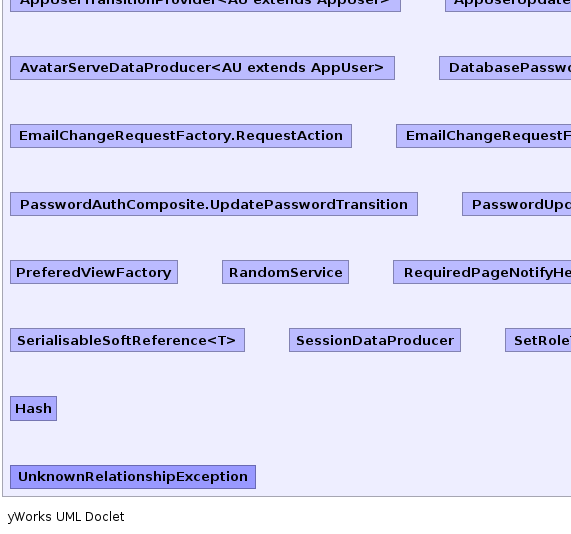 AppUserTransitionProvider<AU extends AppUser> AppUserUpdate
AvatarServeDataProducer<AU extends AppUser> DatabasePasswo
EmailChangeRequestFactory.RequestAction EmailChangeRequestF
PasswordAuthComposite.UpdatePasswordTransition PasswordUpd
PreferedViewFactory RandomService RequiredPageNotifyHe
SerialisableSoftReference<T> SessionDataProducer SetRole
Hash
UnknownRelationshipException
yWorks UML Doclet